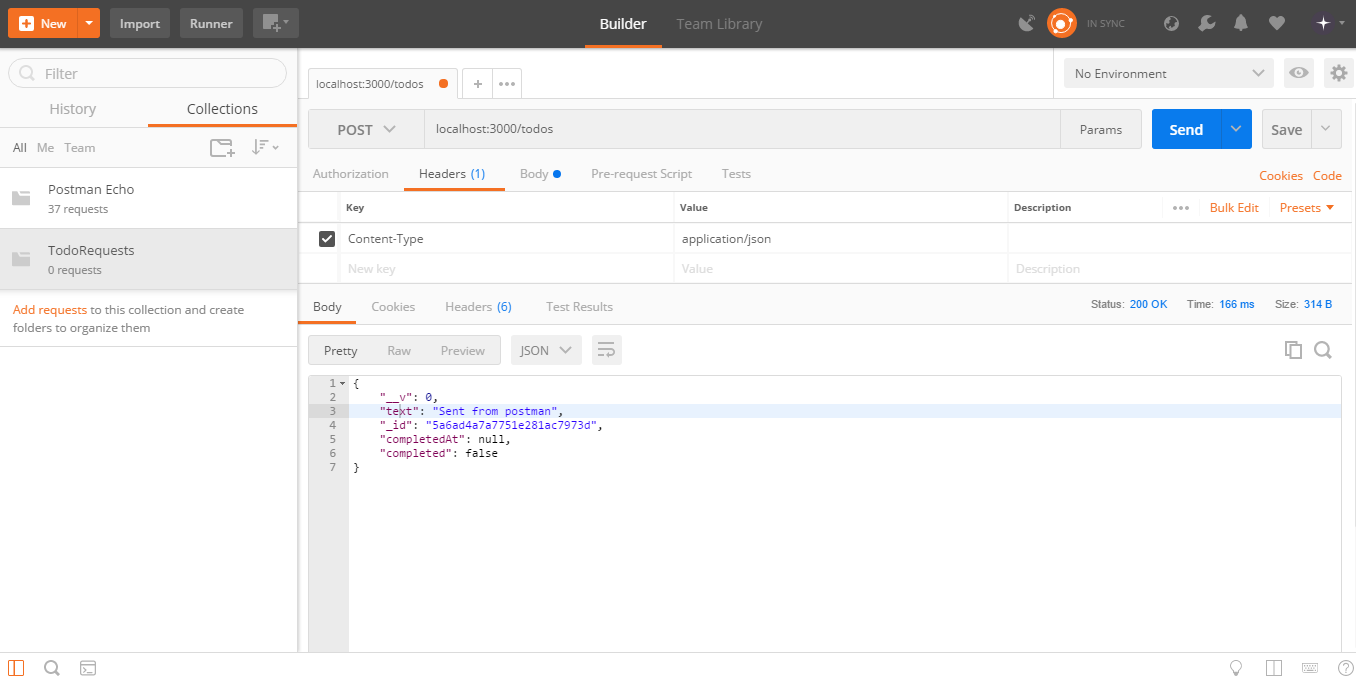 New Import Runner Builder Team Library IN SYNC
Filter
History Collections
All Me Team
Postman Echo
37 requests
TodoRequests
0 requests
Add requests to this collection and create
folders to organize them
localhost:3000/todos + ••• No Environment
POST localhost:3000/todos Params Send Save
Authorization Headers (1) Body Pre-request Script Tests Cookies Code
Key Value Description ••• Bulk Edit Presets
Content-Type application/json
New key Value Description
Body Cookies Headers (6) Test Results Status: 200 OK Time: 166 ms Size: 314 B
Pretty Raw Preview JSON
1 {
2 "__v": 0,
3 "text": "Sent from postman",
4 "_id": "5a6ad4a7a7751e281ac7973d",
5 "completedAt": null,
6 "completed": false
7 }